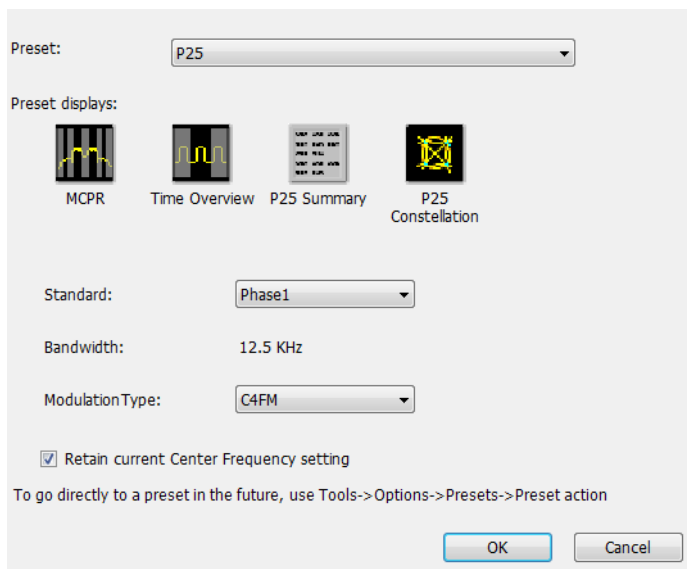 Preset: P25
Preset displays:
MCPR Time Overview P25 Summary P25
Constellation
Standard: Phase1
Bandwidth: 12.5 KHz
ModulationType: C4FM
Retain current Center Frequency setting
To go directly to a preset in the future, use Tools->Options->Presets->Preset action
OK Cancel